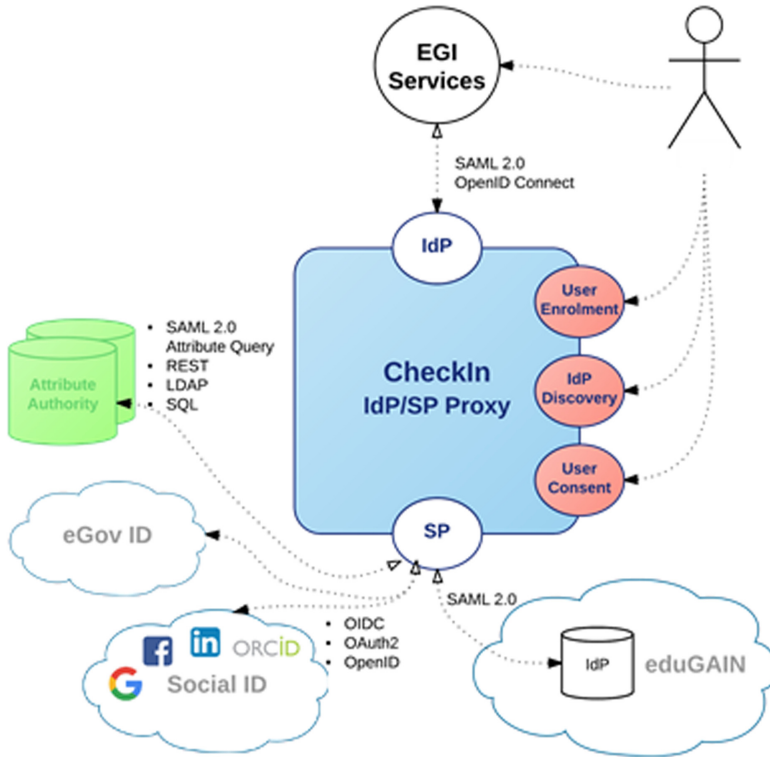 EGI
Services
SAML 2.0
OpenID Connect
IdP
User
Enrolment
CheckIn
IdP/SP Proxy
IdP
Discovery
User
Consent
SP
• SAML 2.0
Attribute Query
• REST
• LDAP
• SQL
Attribute
Authority
eGov ID
• OIDC
• OAuth2
• OpenID
f
in
ORCiD
G
Social ID
SAML 2.0
IdP
eduGAIN